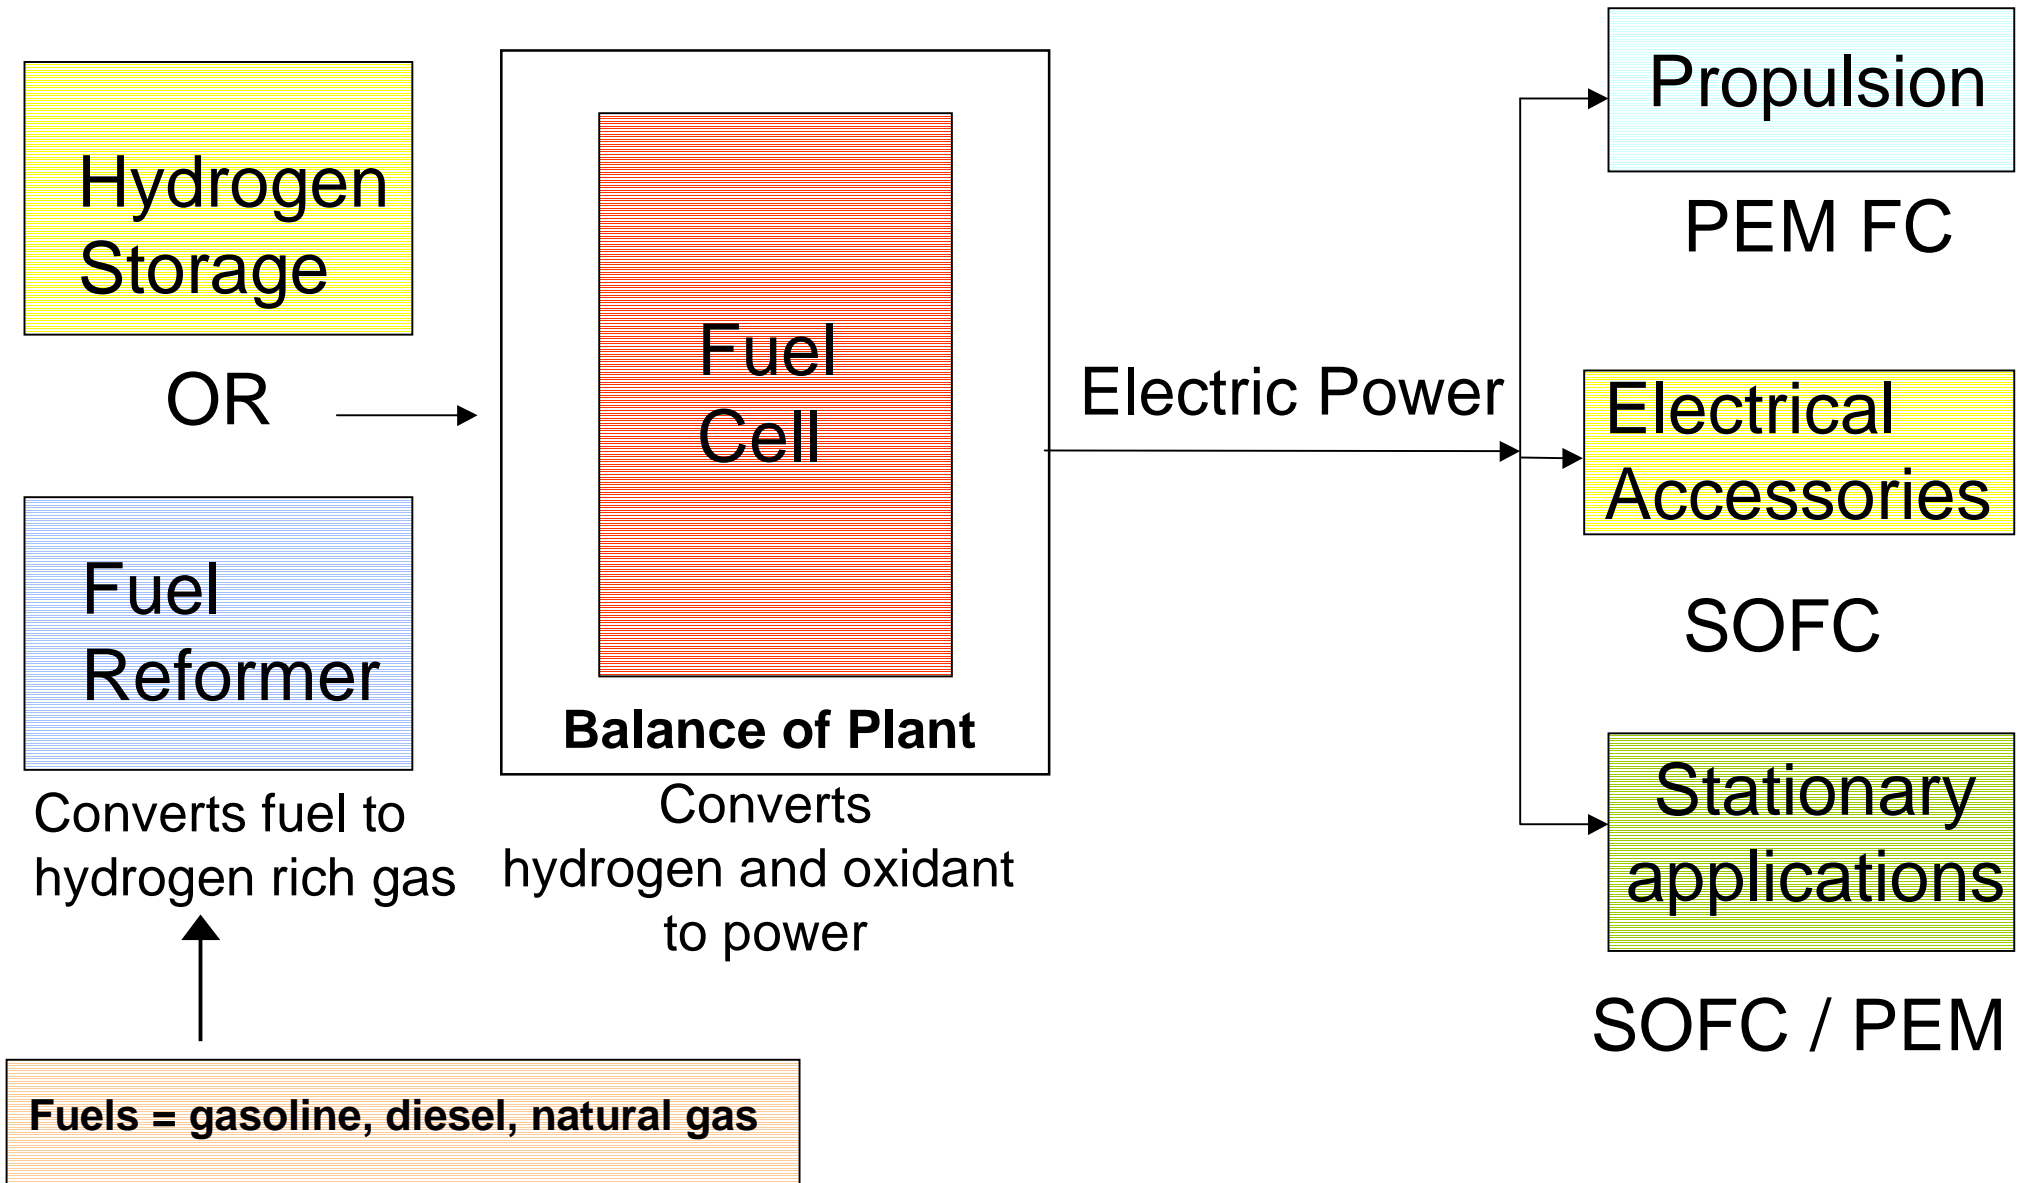 Hydrogen
Storage
OR
Fuel
Reformer
Converts fuel to
hydrogen rich gas
Fuels = gasoline, diesel, natural gas
Fuel
Cell
Balance of Plant
Converts
hydrogen and oxidant
to power
Electric Power
Propulsion
PEM FC
Electrical
Accessories
SOFC
Stationary
applications
SOFC / PEM